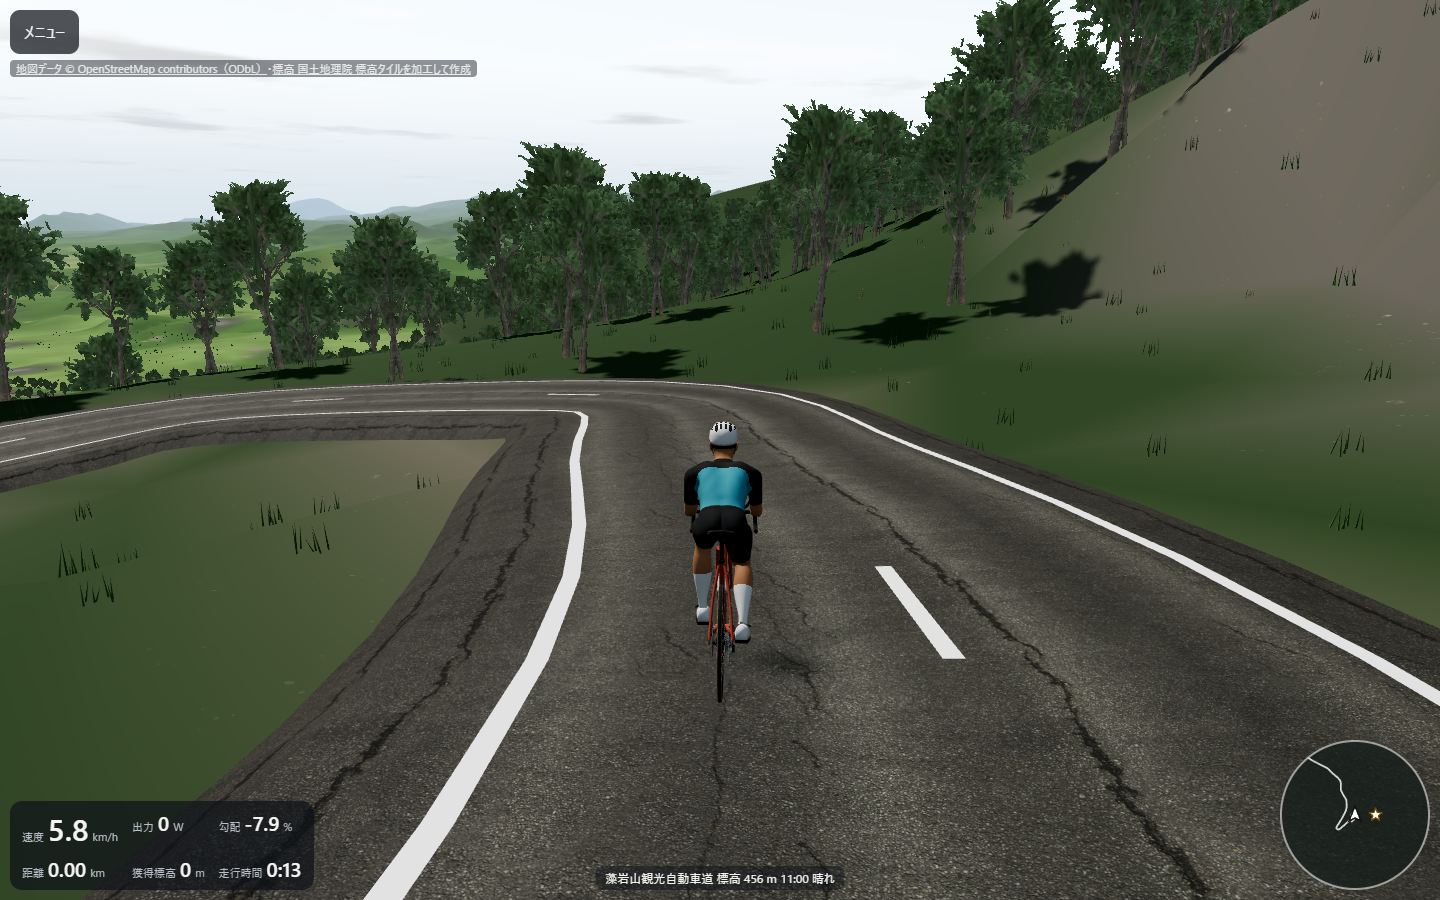 メニュー
地図データ © OpenStreetMap contributors（ODbL）・標高 国土地理院 標高タイルを加工して作成
速度 5.8 km/h 出力 0 W 勾配 -7.9 %
距離 0.00 km 獲得標高 0 m 走行時間 0:13
藻岩山観光自動車道 標高 456 m 11:00 晴れ